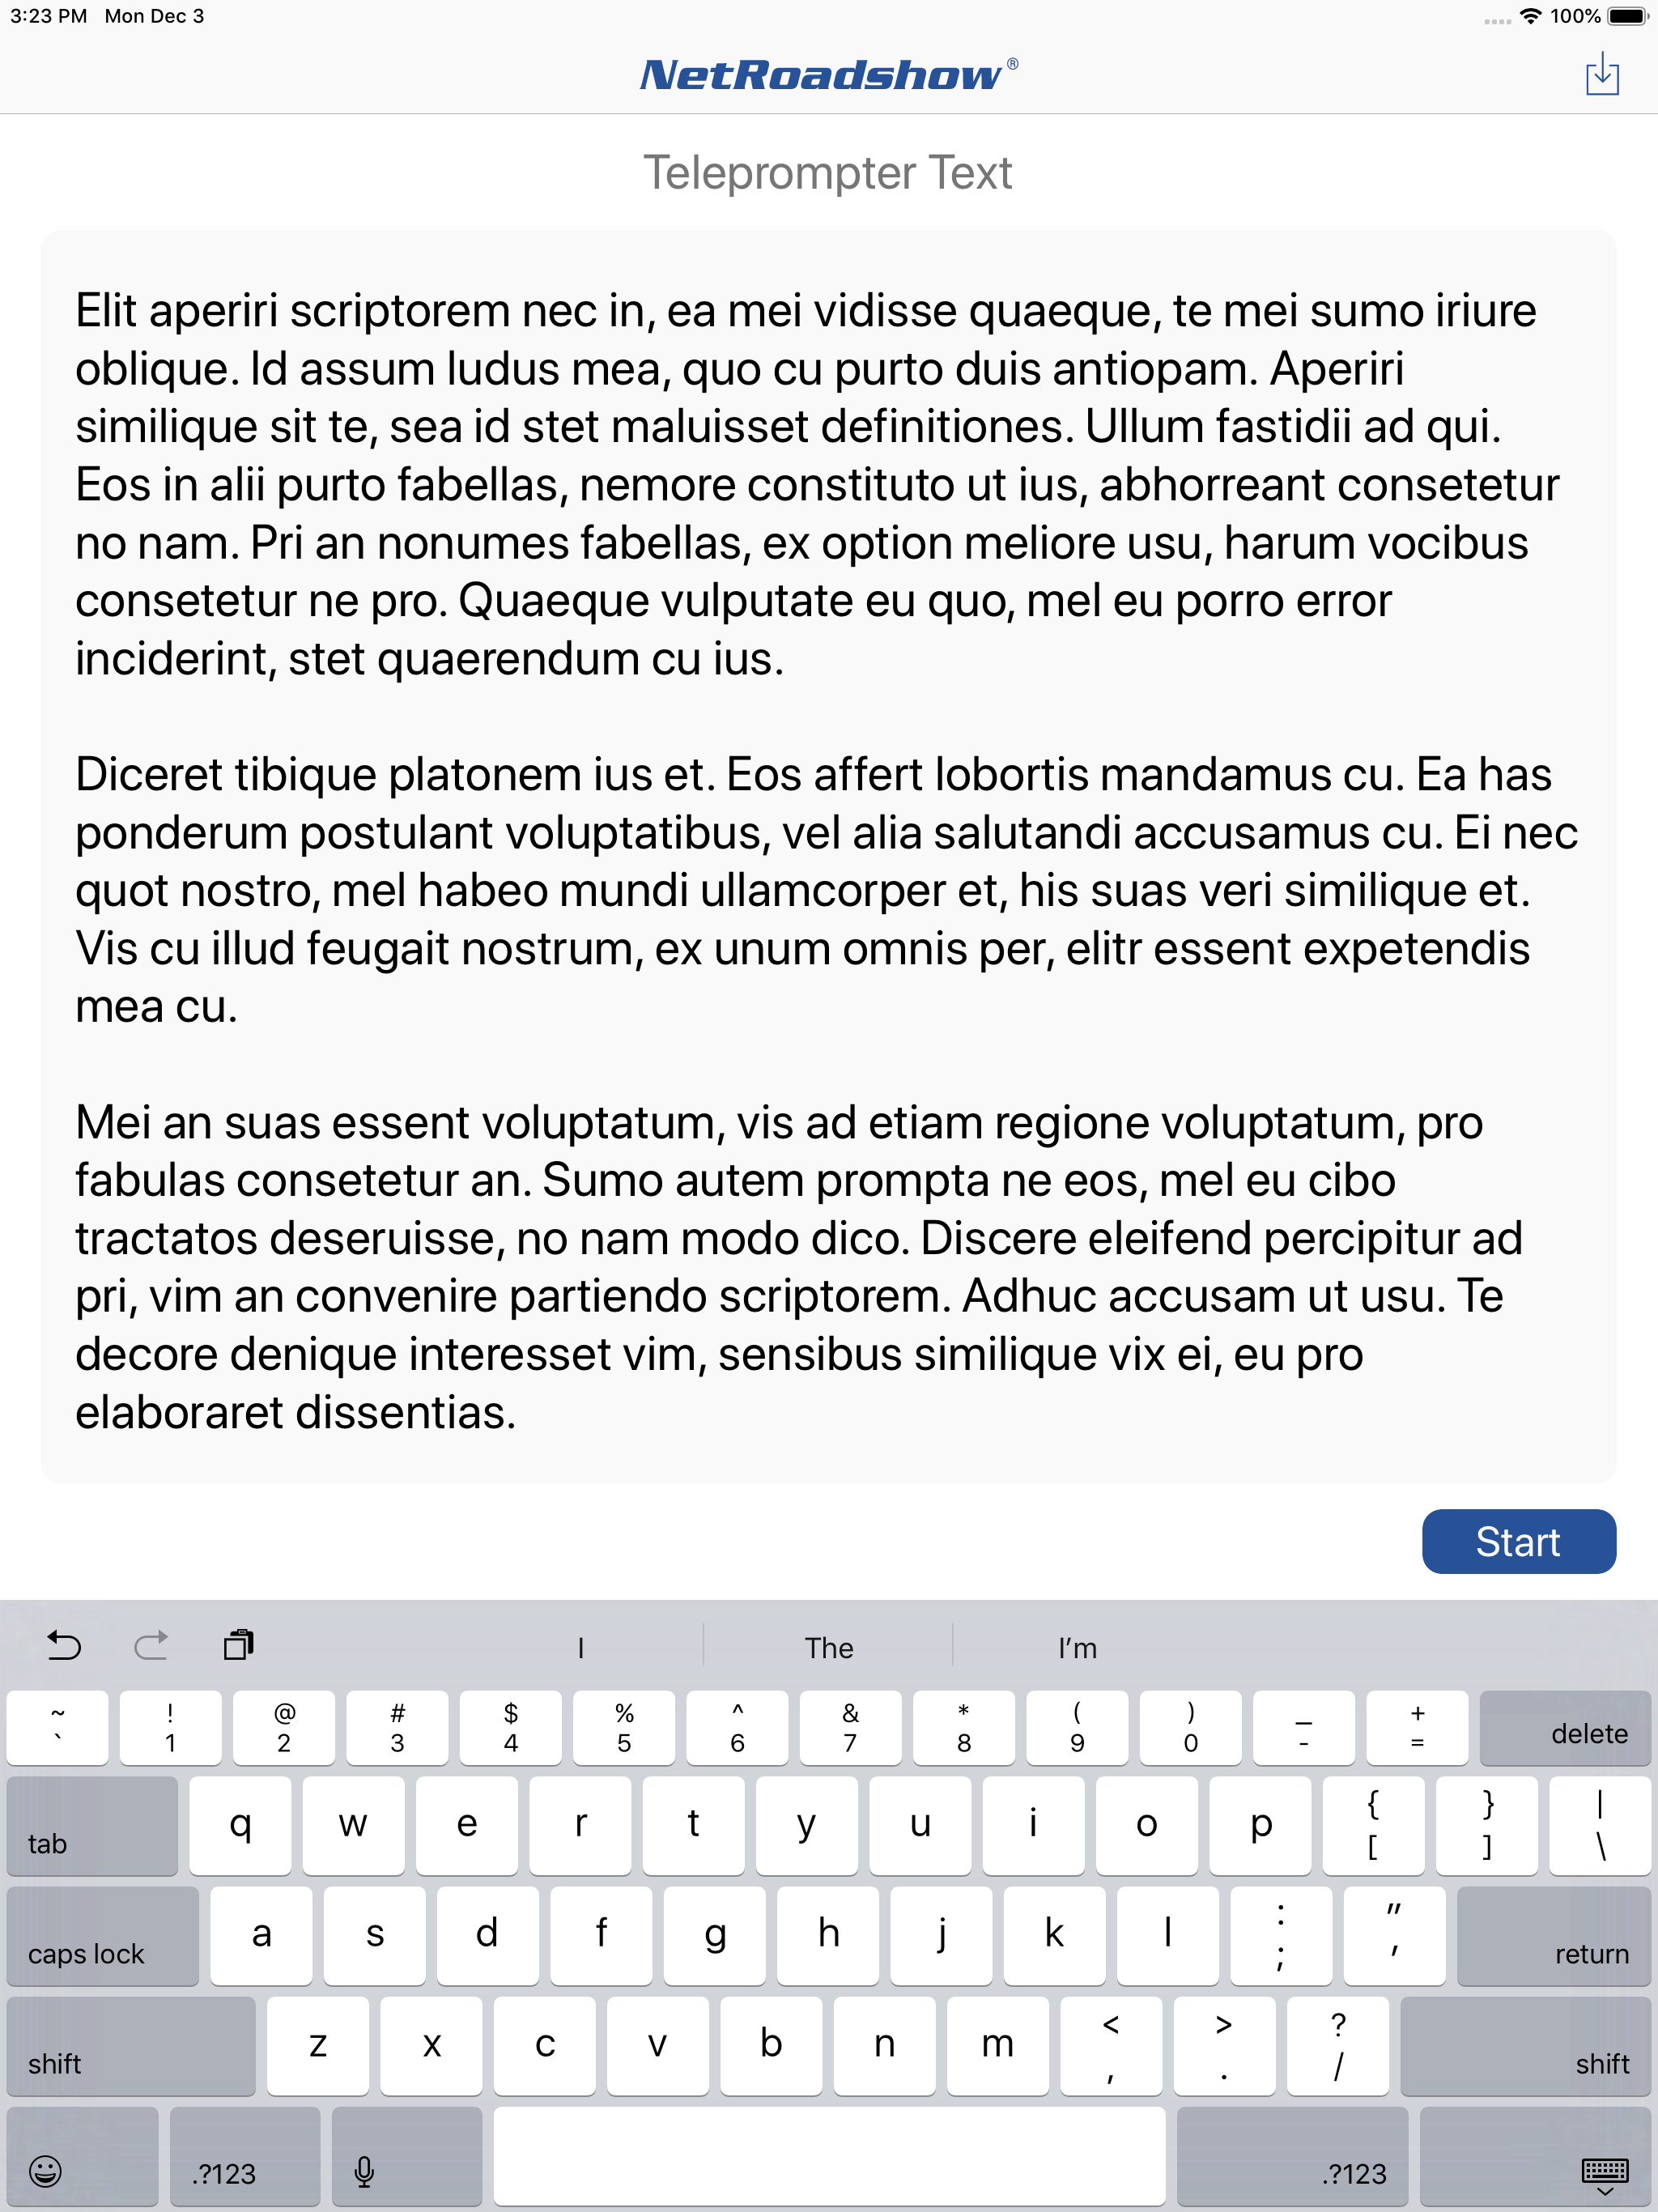 3:23 PM Mon Dec 3 100%
NetRoadshow®
Teleprompter Text
Elit aperiri scriptorem nec in, ea mei vidisse quaeque, te mei sumo iriure
oblique. Id assum ludus mea, quo cu purto duis antiopam. Aperiri
similique sit te, sea id stet maluisset definitiones. Ullum fastidii ad qui.
Eos in alii purto fabellas, nemore constituto ut ius, abhorreant consetetur
no nam. Pri an nonumes fabellas, ex option meliore usu, harum vocibus
consetetur ne pro. Quaeque vulputate eu quo, mel eu porro error
inciderint, stet quaerendum cu ius.
Diceret tibique platonem ius et. Eos affert lobortis mandamus cu. Ea has
ponderum postulant voluptatibus, vel alia salutandi accusamus cu. Ei nec
quot nostro, mel habeo mundi ullamcorper et, his suas veri similique et.
Vis cu illud feugait nostrum, ex unum omnis per, elitr essent expetendis
mea cu.
Mei an suas essent voluptatum, vis ad etiam regione voluptatum, pro
fabulas consetetur an. Sumo autem prompta ne eos, mel eu cibo
tractatos deseruisse, no nam modo dico. Discere eleifend percipitur ad
pri, vim an convenire partiendo scriptorem. Adhuc accusam ut usu. Te
decore denique interesset vim, sensibus similique vix ei, eu pro
elaboraret dissentias.
Start
I The I'm
~ ! @ # $ % ^ & * ( ) _ +
` 1 2 3 4 5 6 7 8 9 0 - = delete
tab q w e r t y u i o p { } |
[ ] \
caps lock a s d f g h j k l : " return
; '
shift z x c v b n m < > ? shift
, . /
.?123 .?123